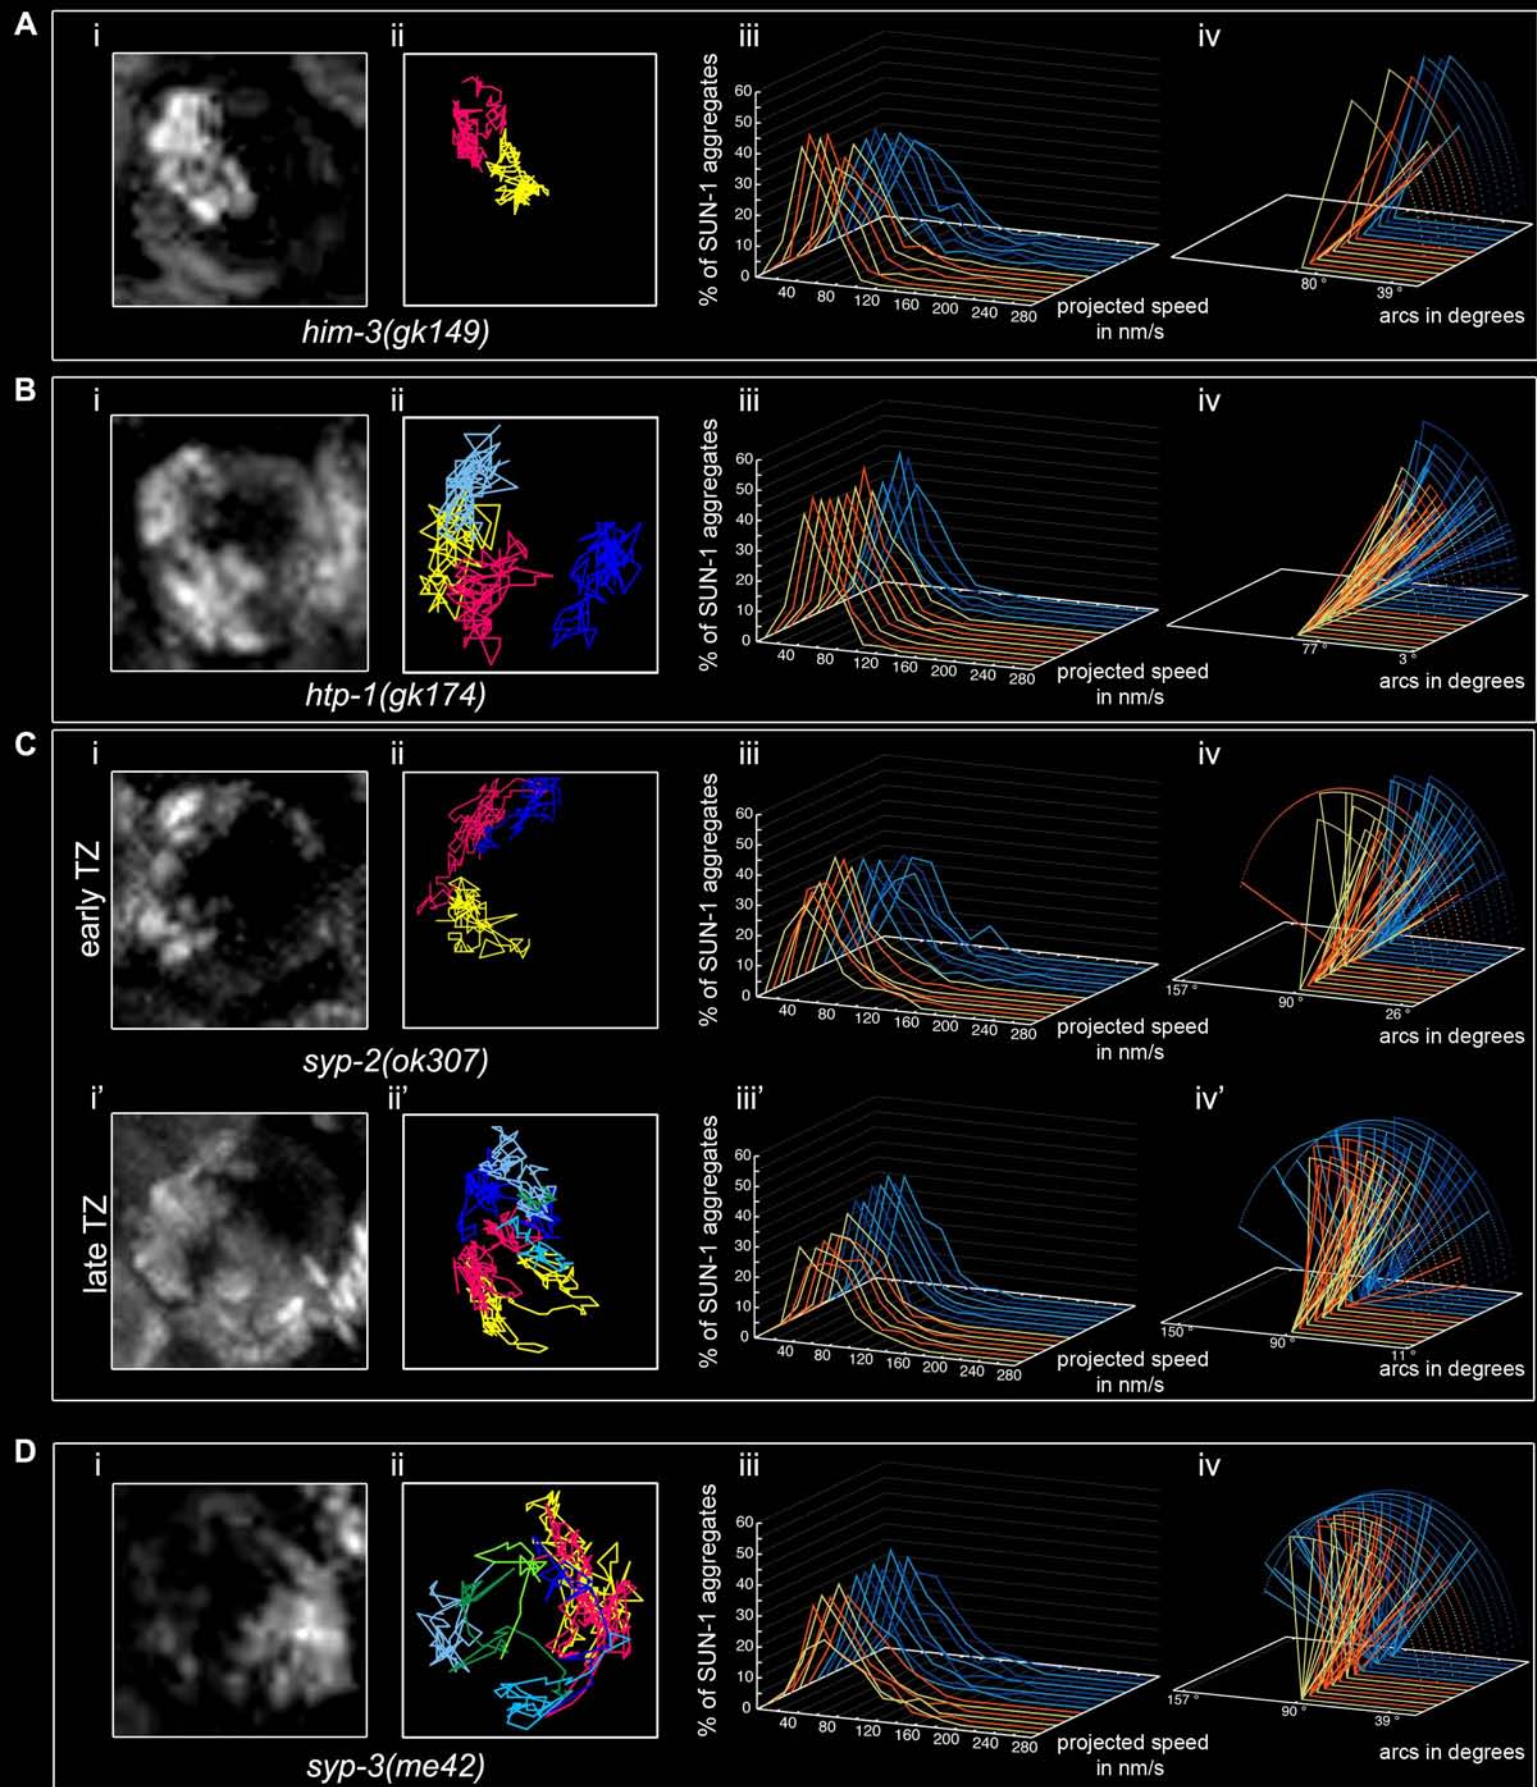 A
i
ii
iii
iv
% of SUN-1 aggregates
60
50
40
30
20
10
0
40
80
120
160
200
240
280
projected speed
in nm/s
80 °
39 °
arcs in degrees
him-3(gk149)
B
i
ii
iii
iv
% of SUN-1 aggregates
60
50
40
30
20
10
0
40
80
120
160
200
240
280
projected speed
in nm/s
77 °
3 °
arcs in degrees
htp-1(gk174)
C
i
ii
iii
iv
early TZ
% of SUN-1 aggregates
60
50
40
30
20
10
0
40
80
120
160
200
240
280
projected speed
in nm/s
157 °
90 °
26 °
arcs in degrees
syp-2(ok307)
i'
ii'
iii'
iv'
late TZ
% of SUN-1 aggregates
60
50
40
30
20
10
0
40
80
120
160
200
240
280
projected speed
in nm/s
150 °
90 °
11 °
arcs in degrees
D
i
ii
iii
iv
% of SUN-1 aggregates
60
50
40
30
20
10
0
40
80
120
160
200
240
280
projected speed
in nm/s
157 °
90 °
39 °
arcs in degrees
syp-3(me42)